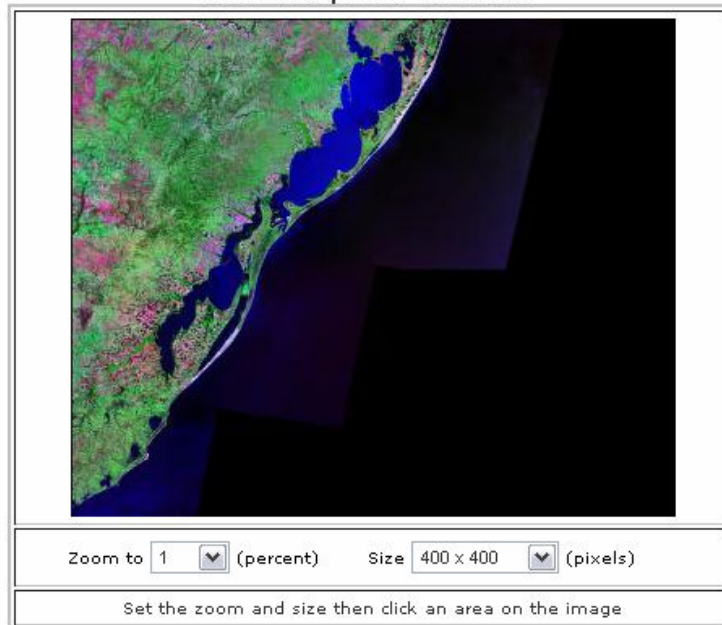 Zoom to 1 (percent) Size 400 x 400 (pixels)
Set the zoom and size then click an area on the image